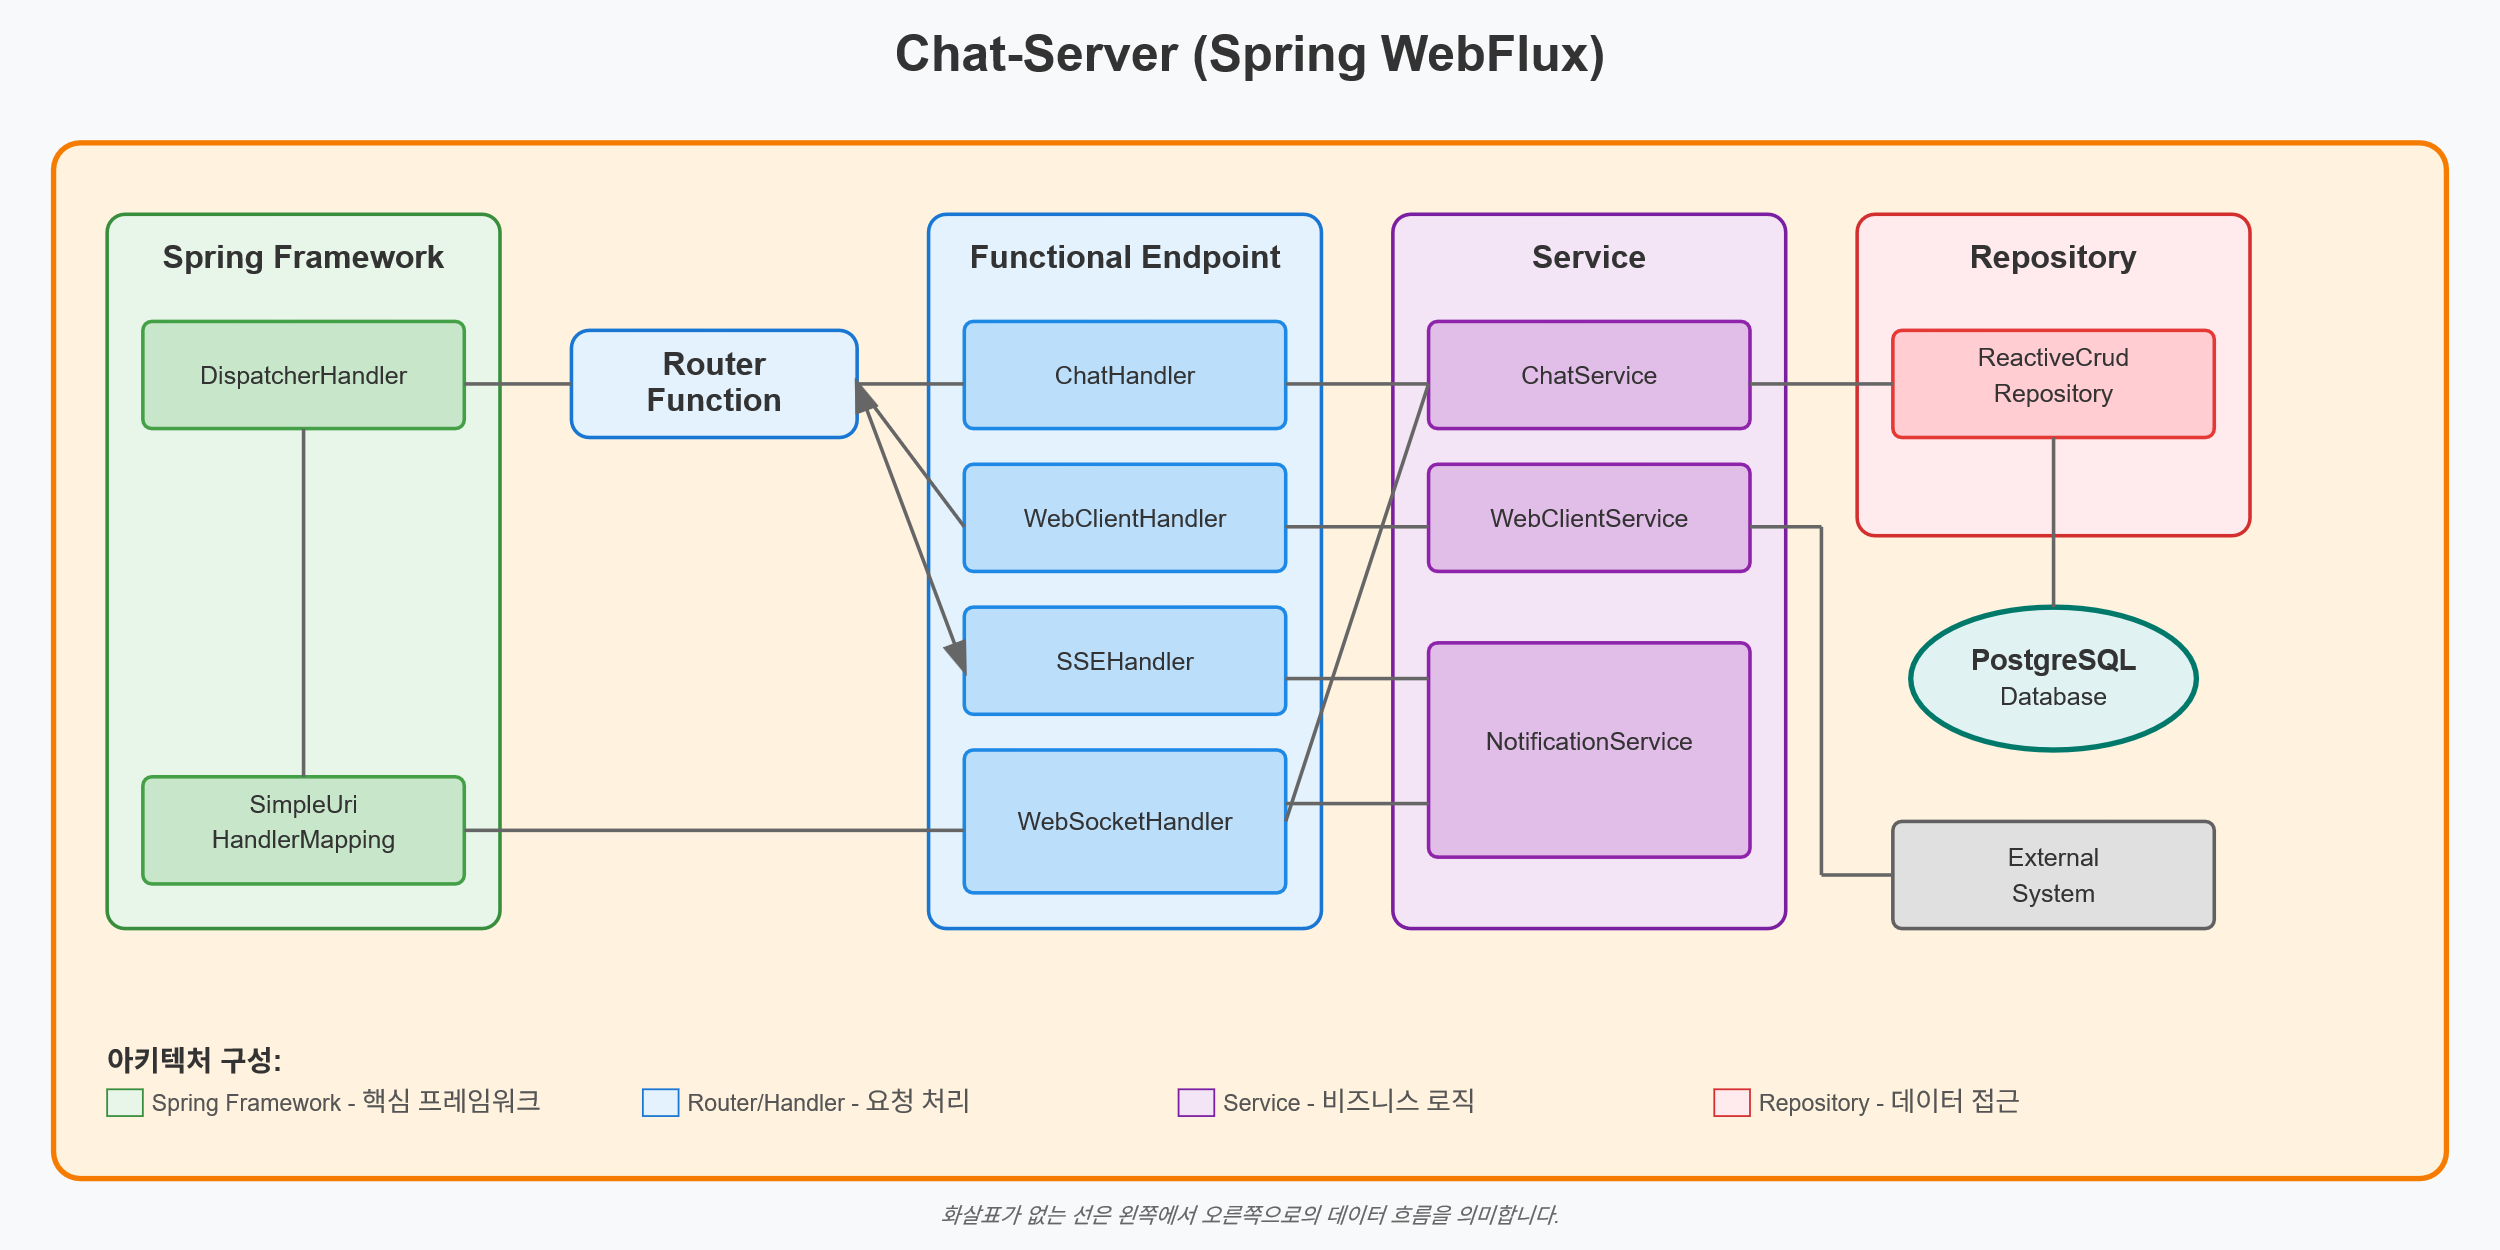 Chat-Server (Spring WebFlux)
Spring Framework
DispatcherHandler
SimpleUri
HandlerMapping
Router
Function
Functional Endpoint
ChatHandler
WebClientHandler
SSEHandler
WebSocketHandler
Service
ChatService
WebClientService
NotificationService
Repository
ReactiveCrud
Repository
PostgreSQL
Database
External
System
아키텍처 구성:
Spring Framework - 핵심 프레임워크
Router/Handler - 요청 처리
Service - 비즈니스 로직
Repository - 데이터 접근
화살표가 없는 선은 왼쪽에서 오른쪽으로의 데이터 흐름을 의미합니다.